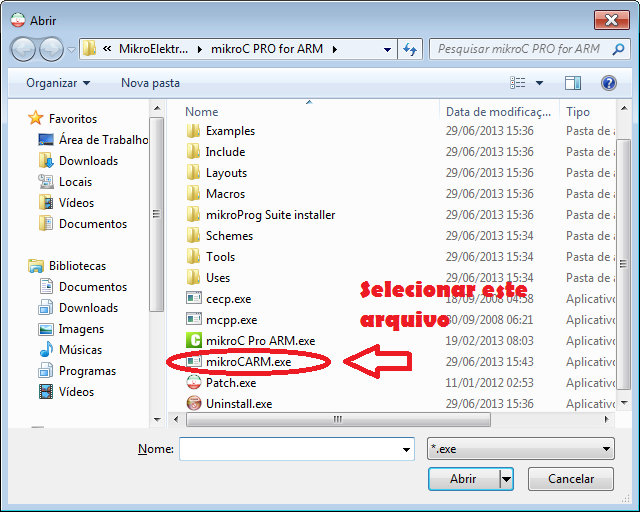 Abrir
« MikroElektr... ▸ mikroC PRO for ARM ▸
Pesquisar mikroC PRO for ARM
Organizar Nova pasta
Favoritos
Área de Trabalho
Downloads
Locais
Vídeos
Documentos
Bibliotecas
Documentos
Downloads
Imagens
Músicas
Programas
Vídeos
Nome Data de modificaç... Tipo
Examples 29/06/2013 15:36 Pasta de a
Include 29/06/2013 15:36 Pasta de a
Layouts 29/06/2013 15:36 Pasta de a
Macros 29/06/2013 15:36 Pasta de a
mikroProg Suite installer 29/06/2013 15:36 Pasta de a
Schemes 29/06/2013 15:34 Pasta de a
Tools 29/06/2013 15:34 Pasta de a
Uses 29/06/2013 15:34 Pasta de a
cecp.exe 18/09/2008 04:58 Aplicativo
mcpp.exe 30/09/2008 06:21 Aplicativo
mikroC Pro ARM.exe 19/02/2013 08:03 Aplicativo
mikroCARM.exe 29/06/2013 15:43 Aplicativo
Patch.exe 11/01/2012 02:53 Aplicativo
Uninstall.exe 29/06/2013 15:36 Aplicativo
Selecionar este
arquivo
Nome: *.exe
Abrir Cancelar